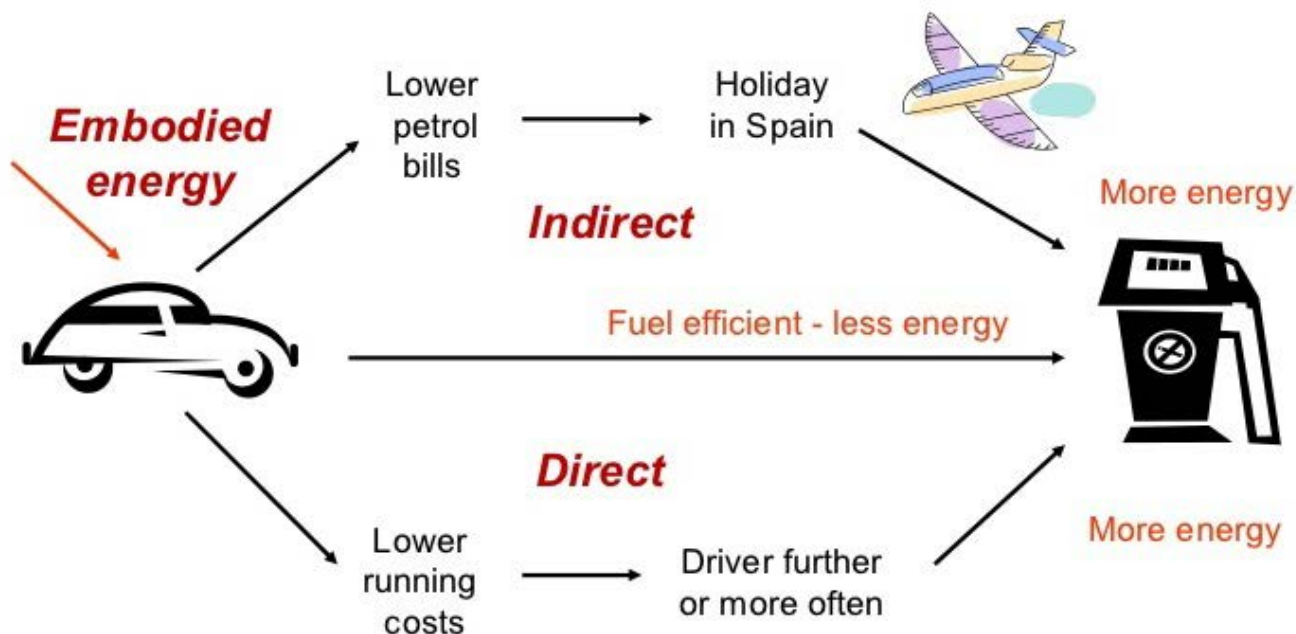 Embodied
energy
Lower
petrol
bills
Holiday
in Spain
More energy
Indirect
Fuel efficient - less energy
Direct
More energy
Lower
running
costs
Driver further
or more often